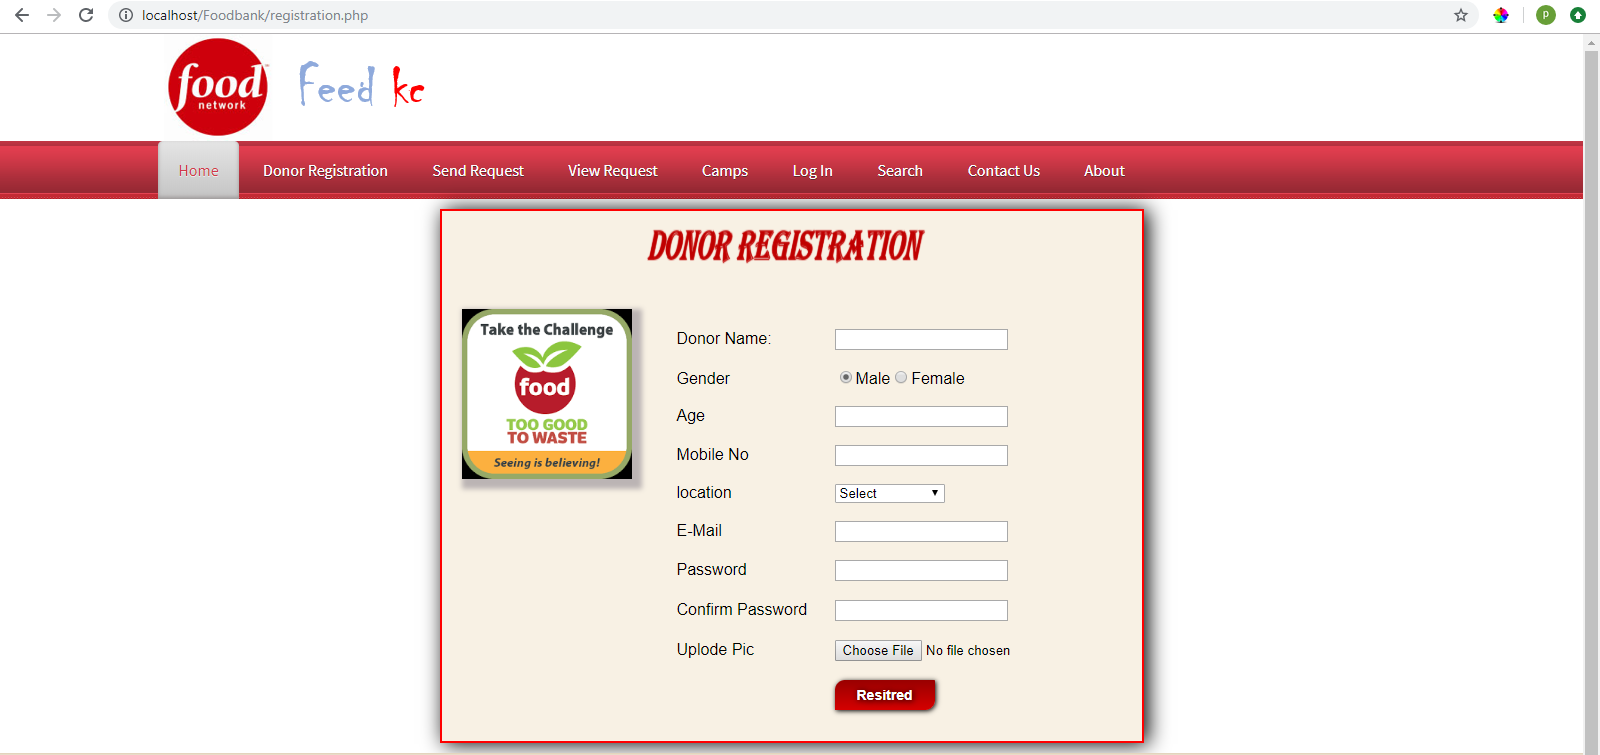 localhost/Foodbank/registration.php
P
food
network
Feed kc
Home Donor Registration Send Request View Request Camps Log In Search Contact Us About
DONOR REGISTRATION
Take the Challenge
food
TOO GOOD
TO WASTE
Seeing is believing!
Donor Name:
Gender Male Female
Age
Mobile No
location Select
E-Mail
Password
Confirm Password
Uplode Pic Choose File No file chosen
Resitred